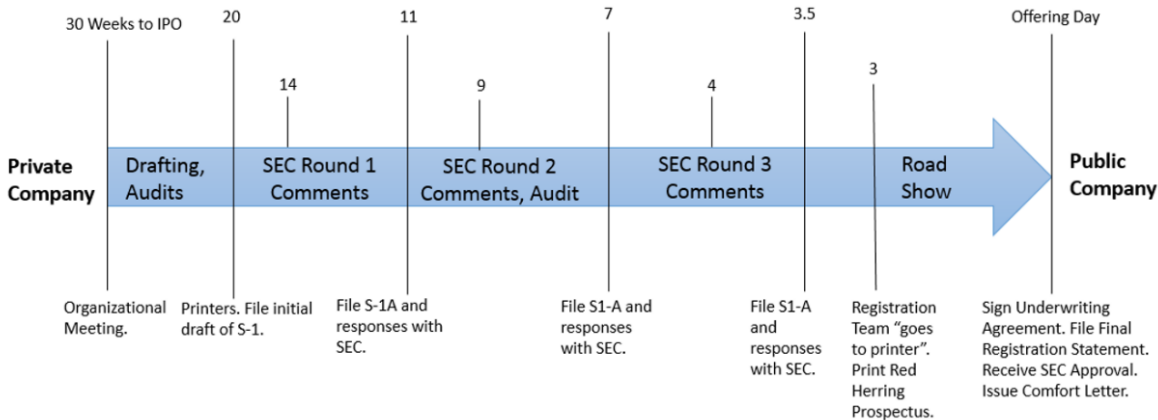 30 Weeks to IPO
20
11
7
3.5
Offering Day
14
9
4
3
Private
Company
Drafting,
Audits
SEC Round 1
Comments
SEC Round 2
Comments, Audit
SEC Round 3
Comments
Road
Show
Public
Company
Organizational
Meeting.
Printers. File initial
draft of S-1.
File S-1A and
responses with
SEC.
File S1-A and
responses
with SEC.
File S1-A
and
responses
with SEC.
Registration
Team “goes
to printer”.
Print Red
Herring
Prospectus.
Sign Underwriting
Agreement. File Final
Registration Statement.
Receive SEC Approval.
Issue Comfort Letter.